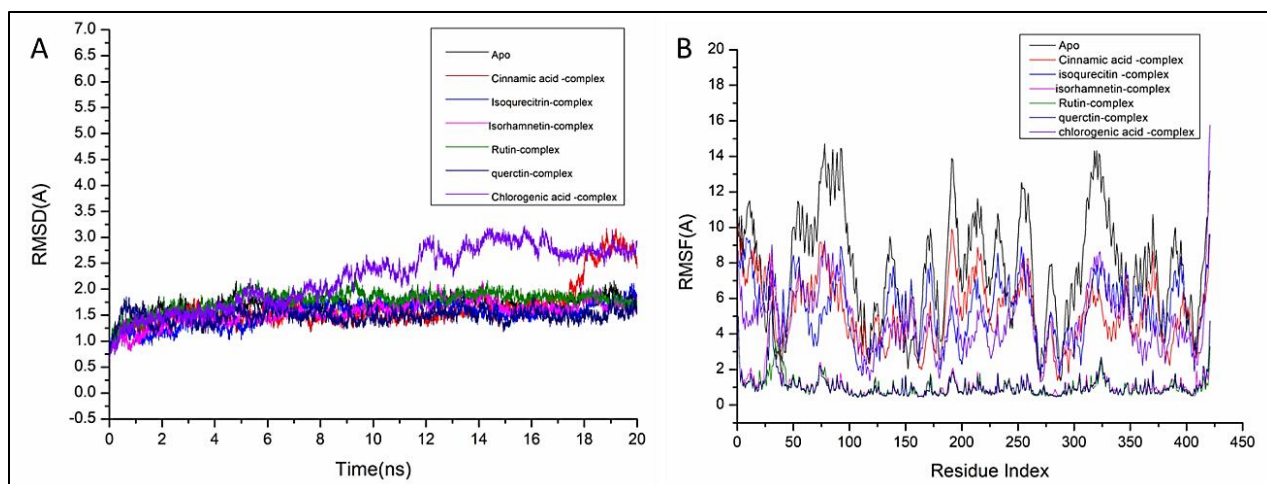 A
7.0
6.5
6.0
5.5
5.0
4.5
4.0
3.5
3.0
2.5
2.0
1.5
1.0
0.5
0.0
-0.5
RMSD(A)
0 2 4 6 8 10 12 14 16 18 20
Time(ns)
Apo
Cinnamic acid -complex
Isoqurecitrin-complex
Isorhamnetin-complex
Rutin-complex
querctin-complex
Chlorogenic acid -complex
B
20
18
16
14
12
10
8
6
4
2
0
RMSF(A)
0 50 100 150 200 250 300 350 400 450
Residue Index
Apo
Cinnamic acid -complex
isoqurecitin -complex
isorhamnetin-complex
Rutin-complex
querctin-complex
chlorogenic acid -complex